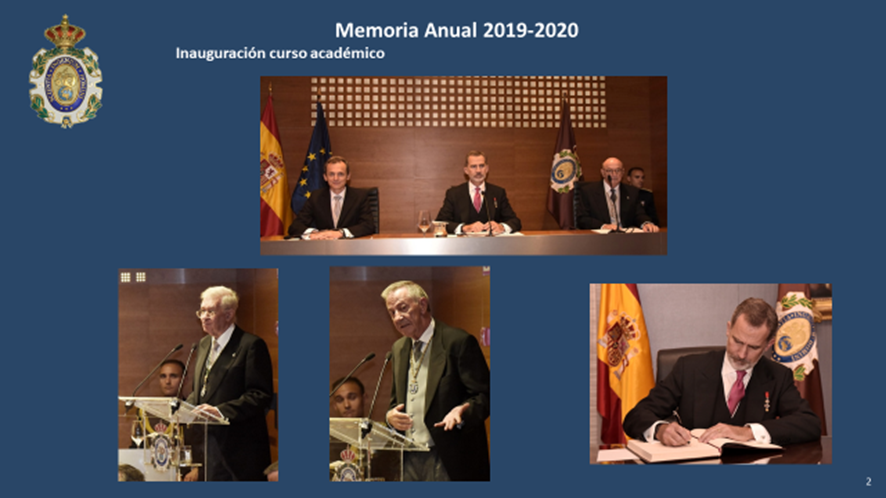 Memoria Anual 2019-2020
Inauguración curso académico
2